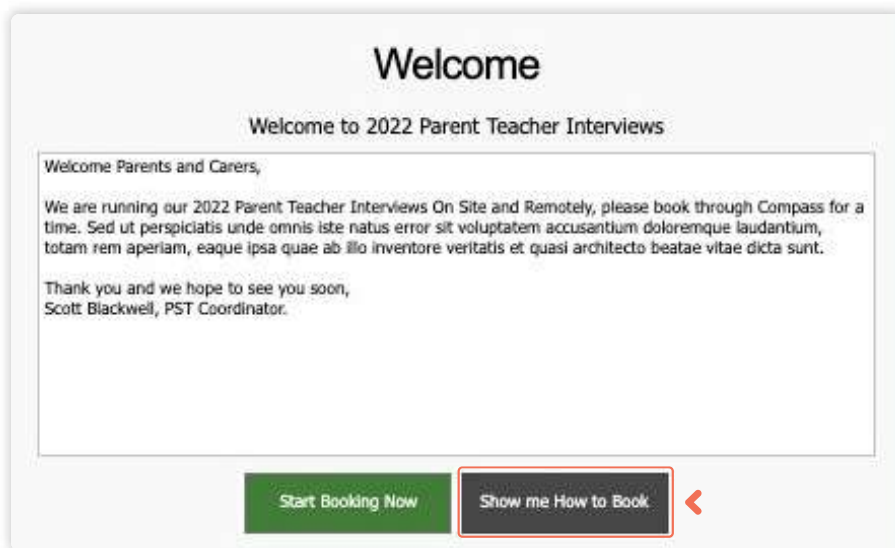 Welcome
Welcome to 2022 Parent Teacher Interviews
Welcome Parents and Carers,
We are running our 2022 Parent Teacher Interviews On Site and Remotely, please book through Compass for a
time. Sed ut perspiciatis unde omnis iste natus error sit voluptatem accusantium doloremque laudantium,
totam rem aperiam, eaque ipsa quae ab illo inventore veritatis et quasi architecto beatae vitae dicta sunt.
Thank you and we hope to see you soon,
Scott Blackwell, PST Coordinator.
Start Booking Now
Show me How to Book